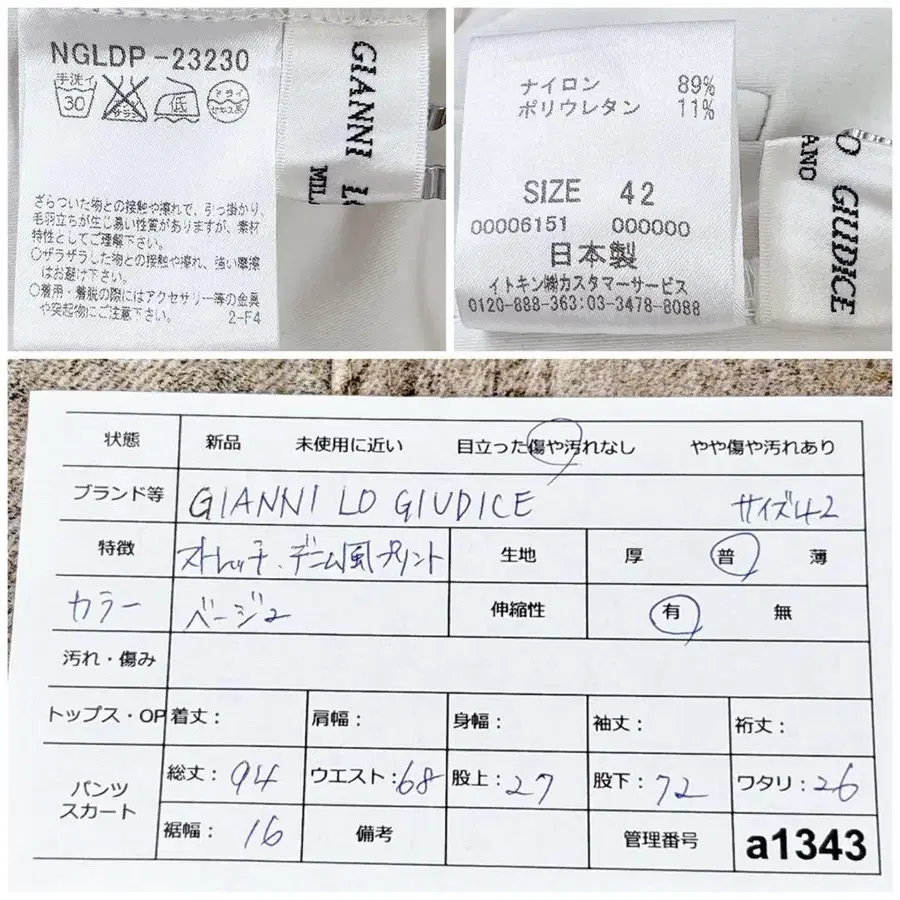 NGLDP-23230
手洗イ
30
サラシ
低
ドライ
セキユ系
GIANNI LO
MIL
ざらついた物との接触や擦れで、引っ掛かり、
毛羽立ちが生じ易い性質がありますが、素材
特性としてご理解下さい。
○ザラザラした物との接触や擦れ、強い摩擦
はお避け下さい。
○着用・着脱の際にはアクセサリー等の金具
や突起物にご注意下さい。
2-F4
ナイロン 89%
ポリウレタン 11%
SIZE 42
00006151 000000
日本製
イトキン㈱カスタマーサービス
0120-888-363:03-3478-8088
O GIUDICE
ANO
状態 新品 未使用に近い 目立った傷や汚れなし やや傷や汚れあり
ブランド等 GIANNI LO GIUDICE サイズ42
特徴 ストレッチ、デニム風プリント 生地 厚 普 薄
カラー ベージュ 伸縮性 有 無
汚れ・傷み
トップス・OP 着丈: 肩幅: 身幅: 袖丈: 裄丈:
パンツ
スカート
総丈:94 ウエスト:68 股上:27 股下:72 ワタリ:26
裾幅:16 備考 管理番号 a1343